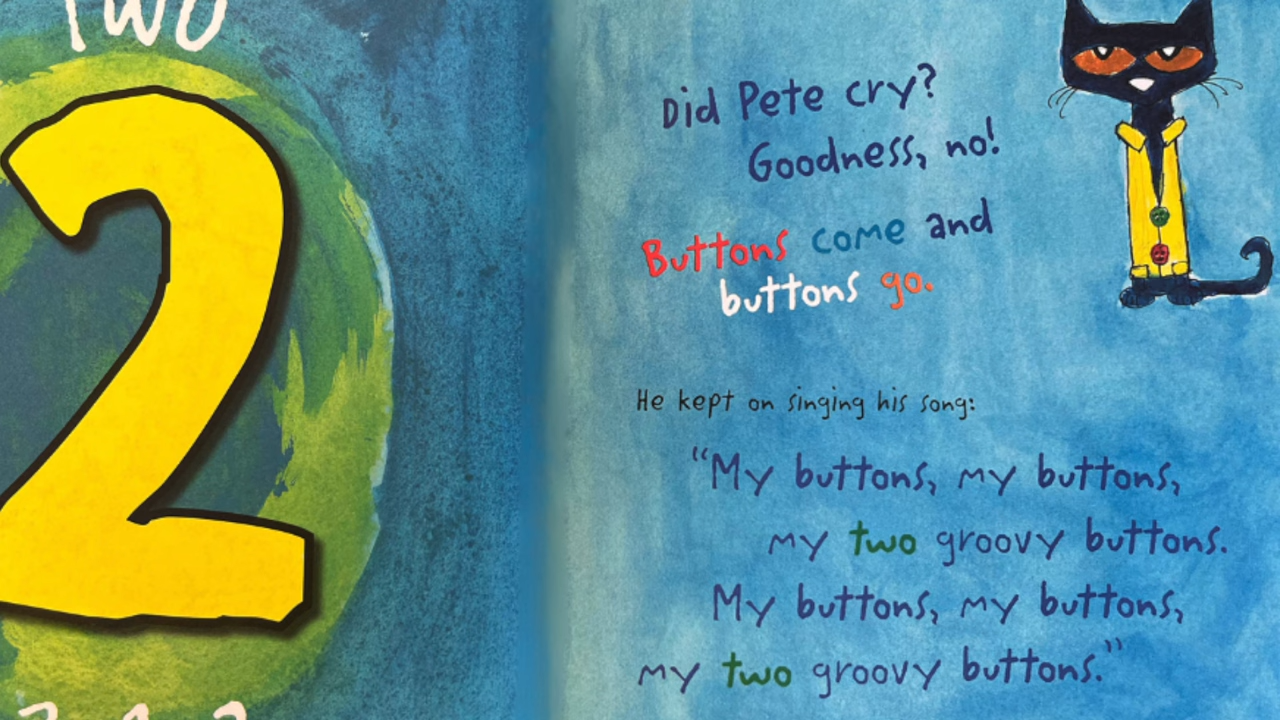 TWO
2
Did Pete cry?
Goodness, no!
Buttons come and
buttons go.
He kept on singing his song:
“My buttons, my buttons,
my two groovy buttons.
My buttons, my buttons,
my two groovy buttons.”